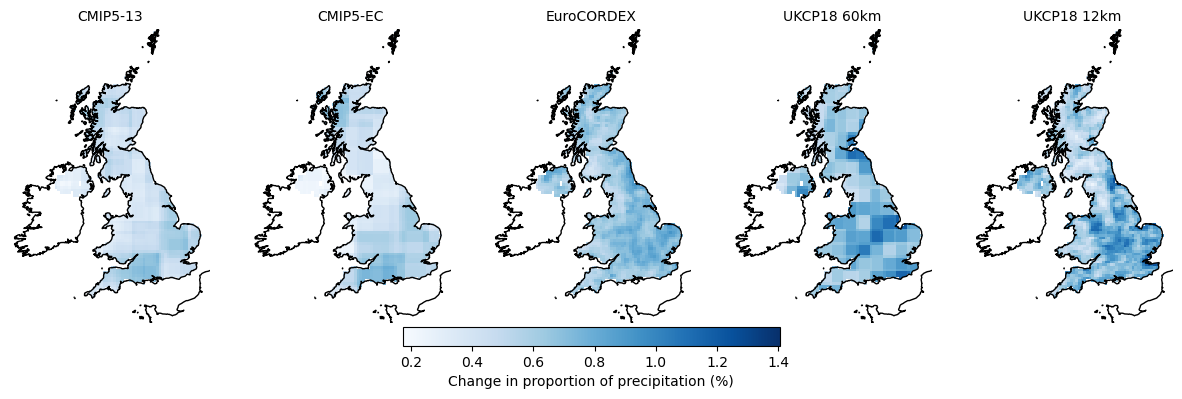 CMIP5-13
CMIP5-EC
EuroCORDEX
UKCP18 60km
UKCP18 12km
0.2 0.4 0.6 0.8 1.0 1.2 1.4
Change in proportion of precipitation (%)